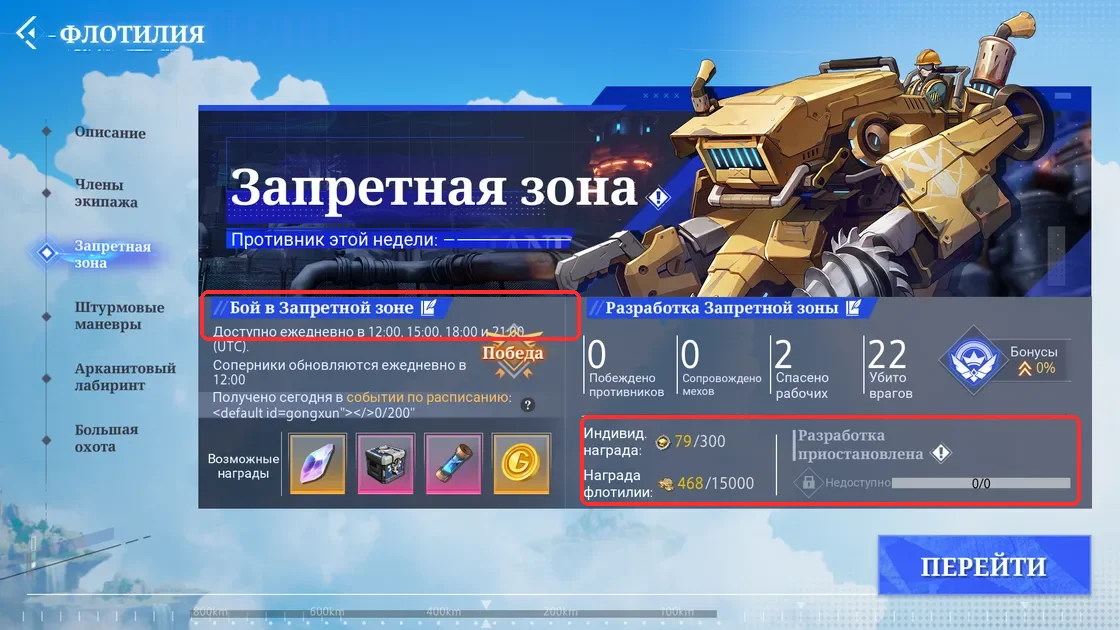 ФЛОТИЛИЯ
Описание
Члены
экипажа
Запретная
зона
Штурмовые
маневры
Арканитовый
лабиринт
Большая
охота
Запретная зона
Противник этой недели: —
Бой в Запретной зоне
Доступно ежедневно в 12:00, 15:00, 18:00 и 21:00
(UTC).
Соперники обновляются ежедневно в
12:00
Получено сегодня в событии по расписанию:
<default id=gongxun"></>0/200"
Победа
?
Возможные
награды
Разработка Запретной зоны
0
Побеждено
противников
0
Сопровождено
мехов
2
Спасено
рабочих
22
Убито
врагов
Бонусы
0%
Индивид.
награда:
79/300
Награда
флотилии:
468/15000
Разработка
приостановлена
Недоступно
0/0
ПЕРЕЙТИ
800km
600km
400km
200km
100km